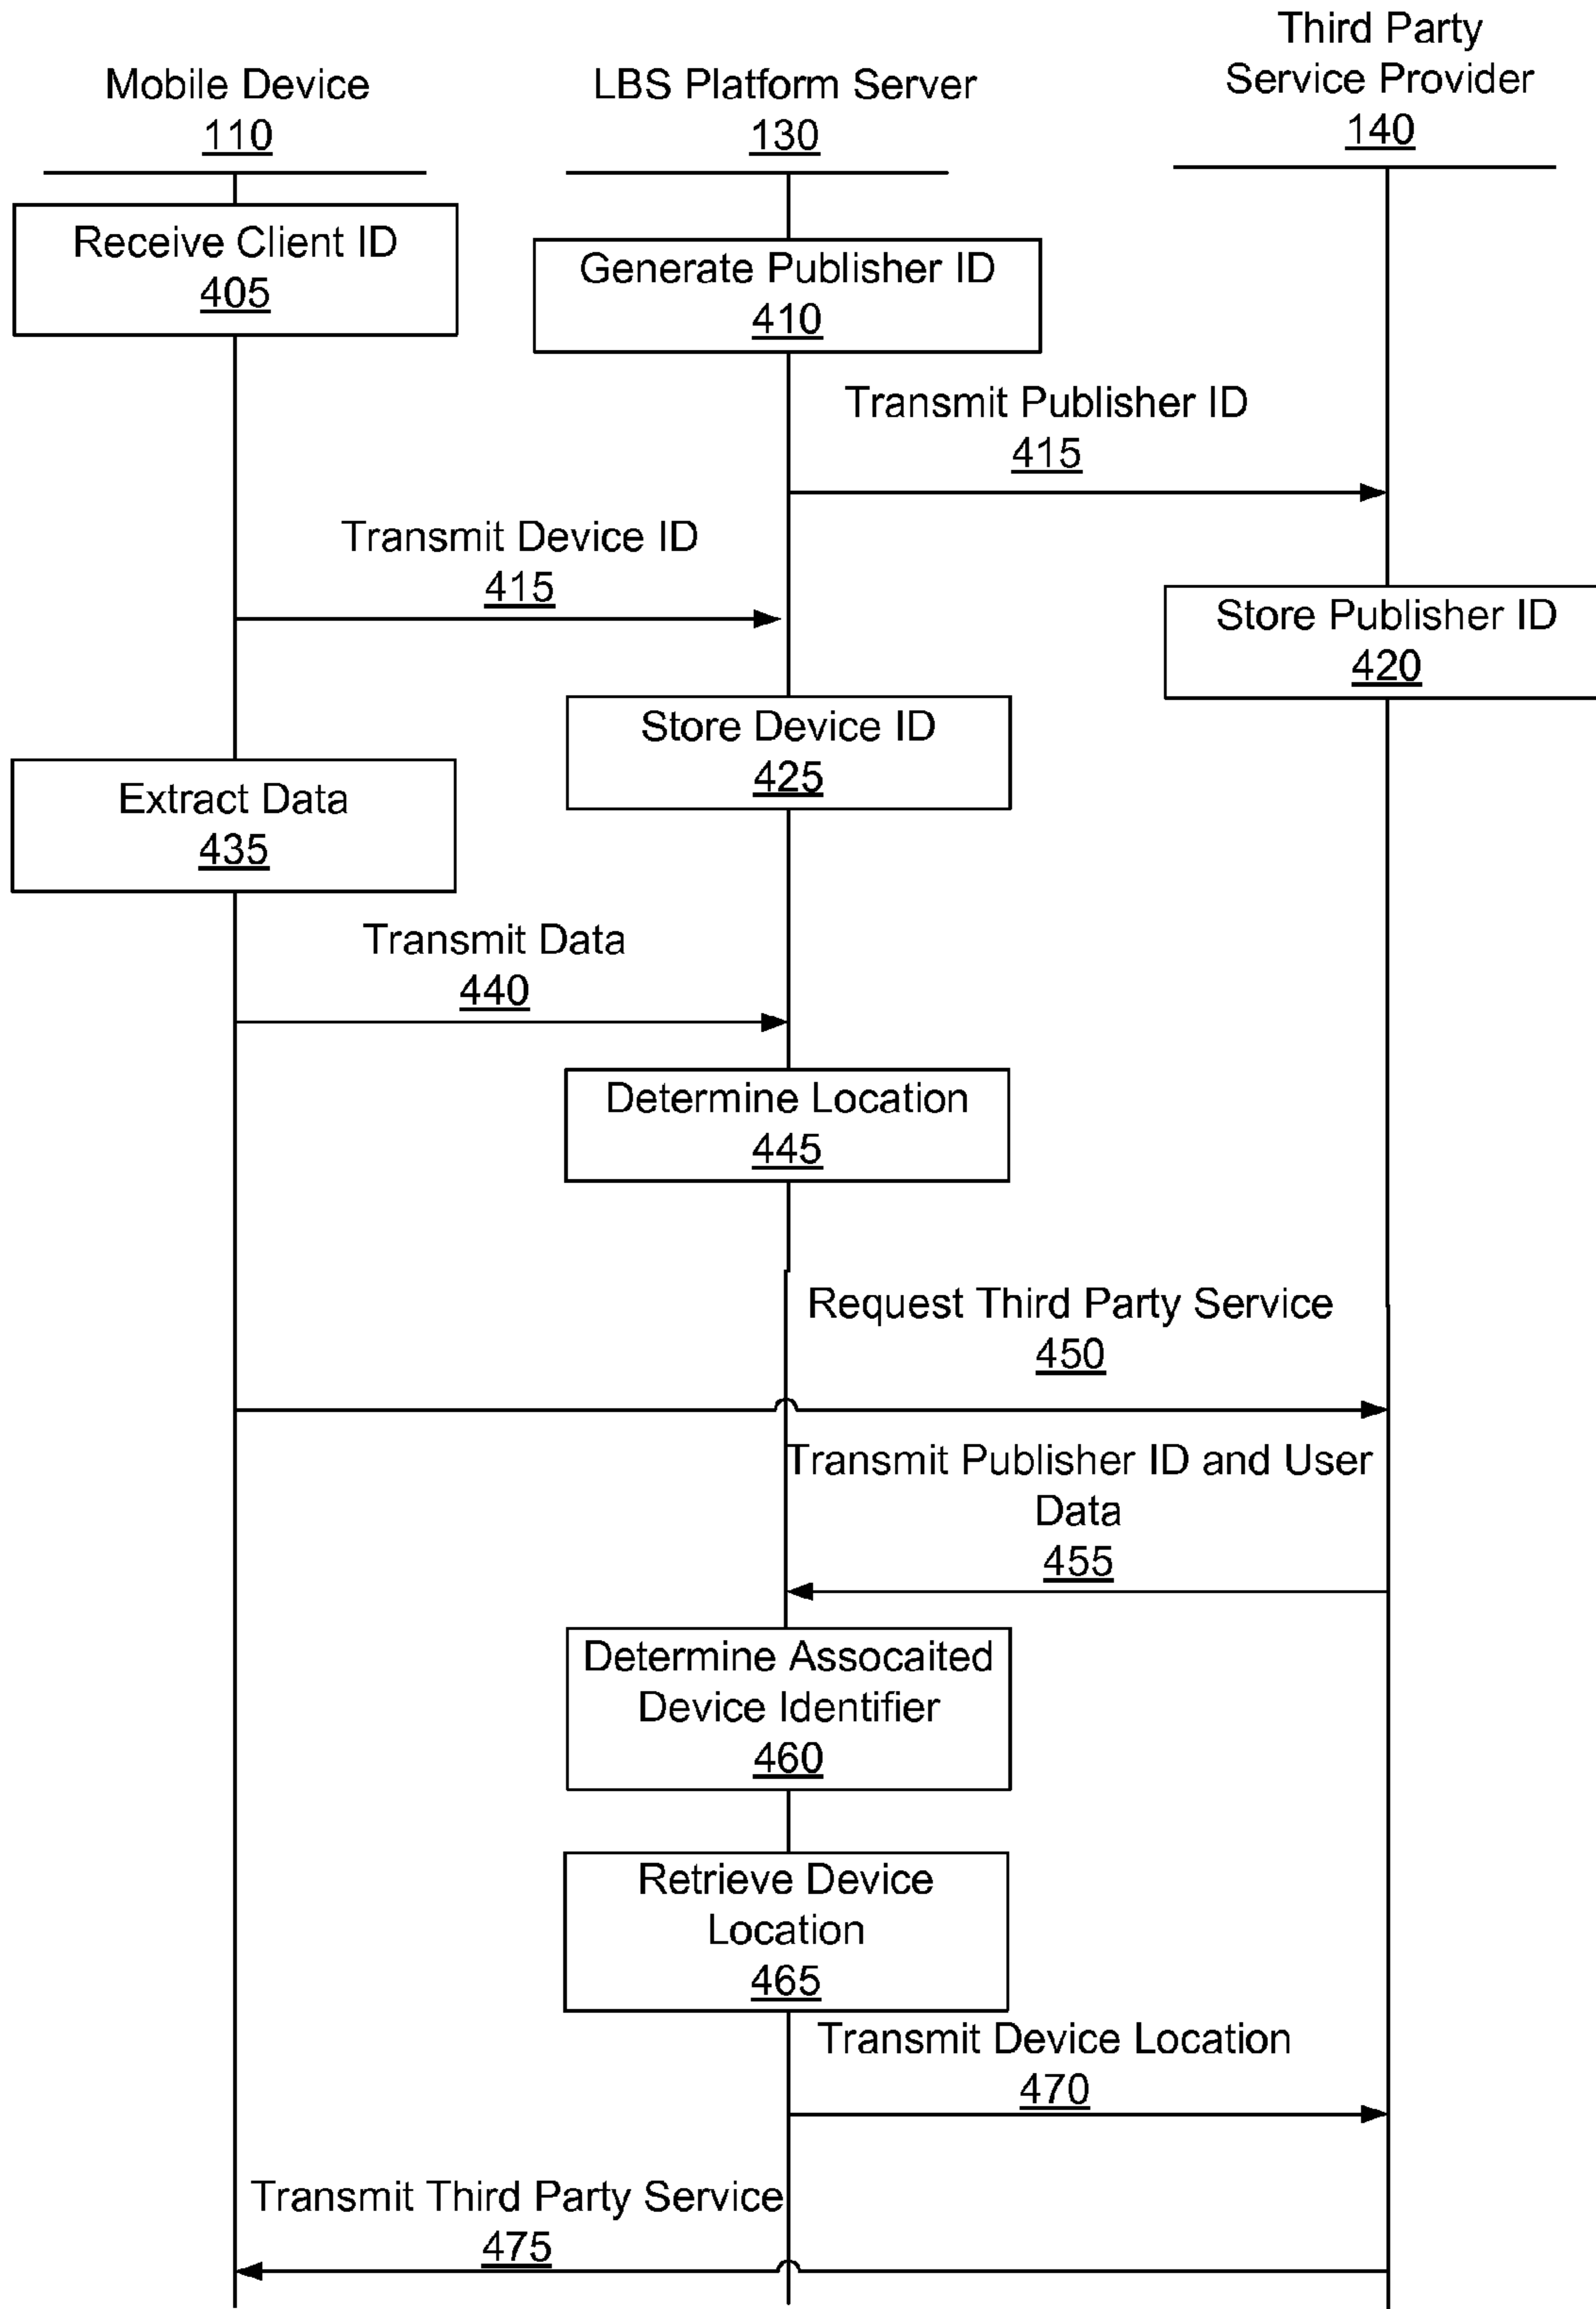 Mobile Device
110
LBS Platform Server
130
Third Party
Service Provider
140
Receive Client ID
405
Generate Publisher ID
410
Transmit Publisher ID
415
Transmit Device ID
415
Store Publisher ID
420
Store Device ID
425
Extract Data
435
Transmit Data
440
Determine Location
445
Request Third Party Service
450
Transmit Publisher ID and User
Data
455
Determine Assocaited
Device Identifier
460
Retrieve Device
Location
465
Transmit Device Location
470
Transmit Third Party Service
475